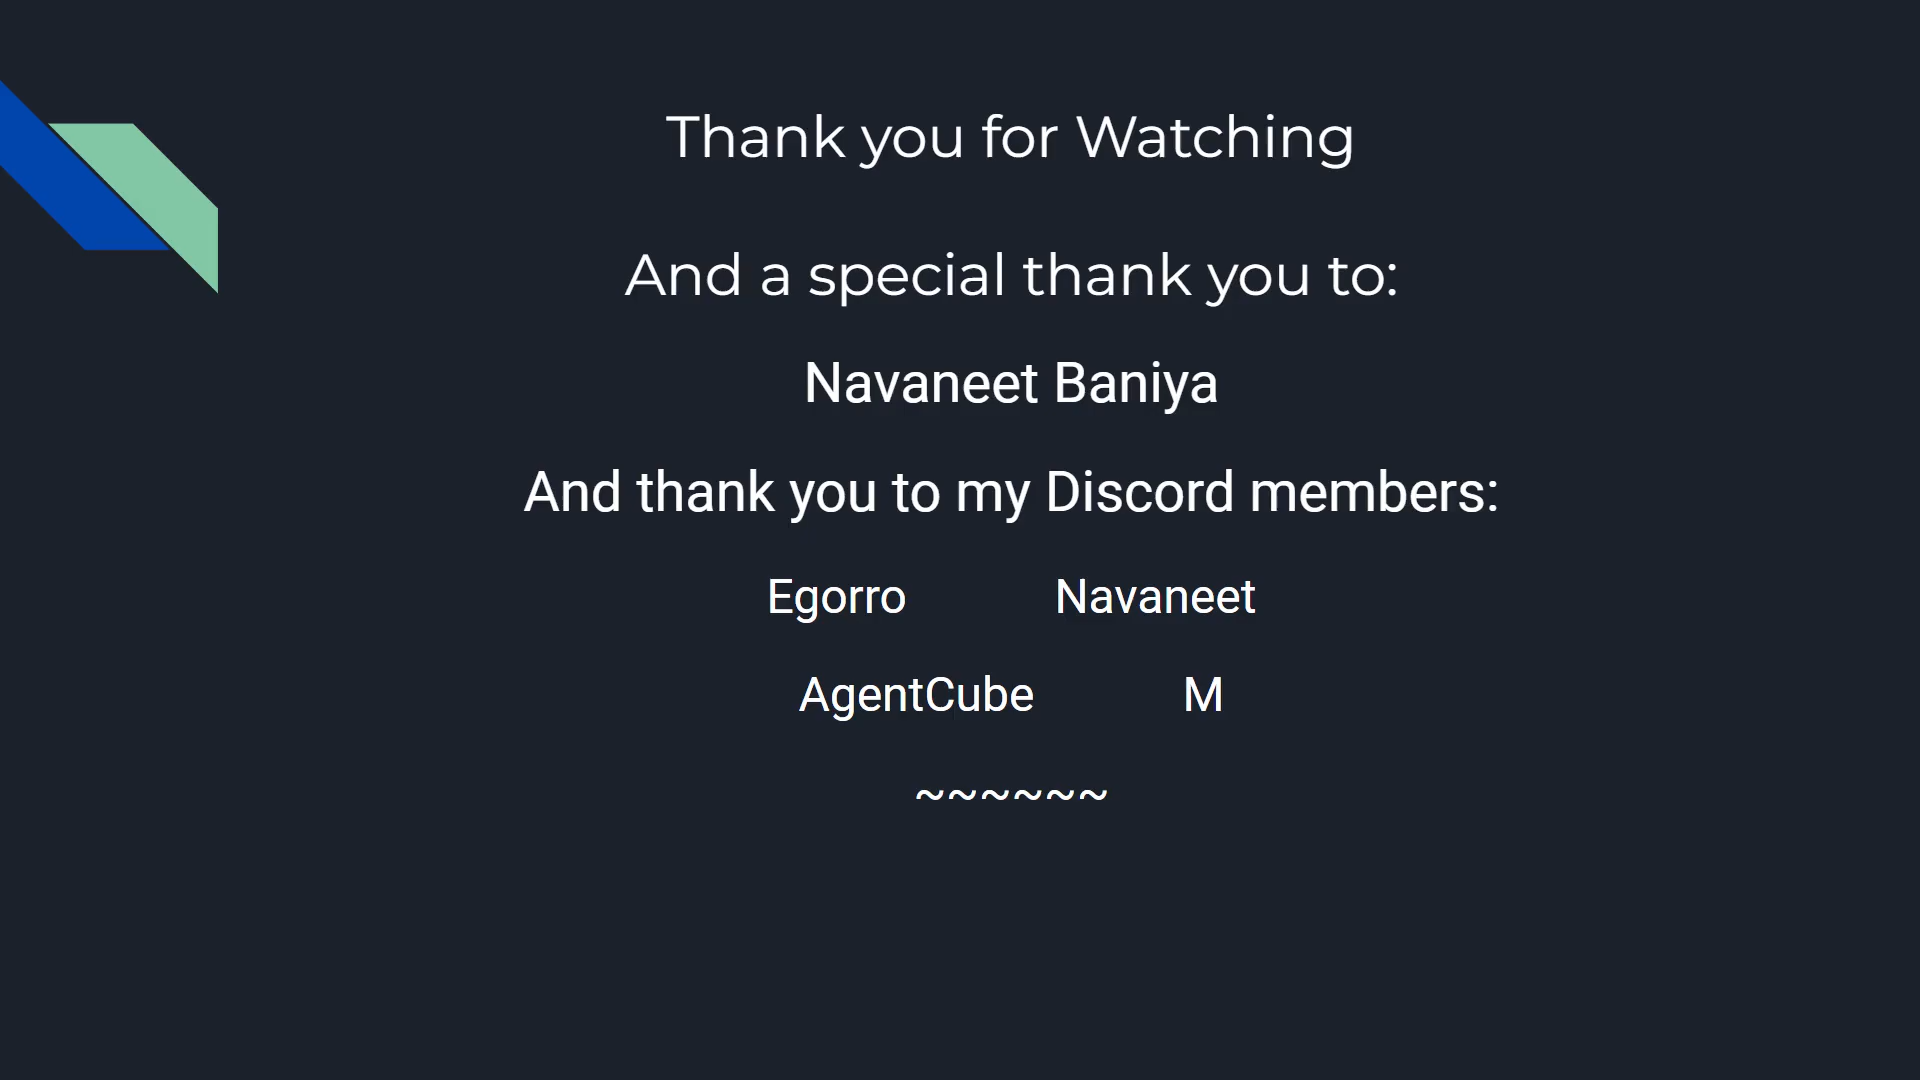 Thank you for Watching
And a special thank you to:
Navaneet Baniya
And thank you to my Discord members:
Egorro Navaneet
AgentCube M
~~~~~~